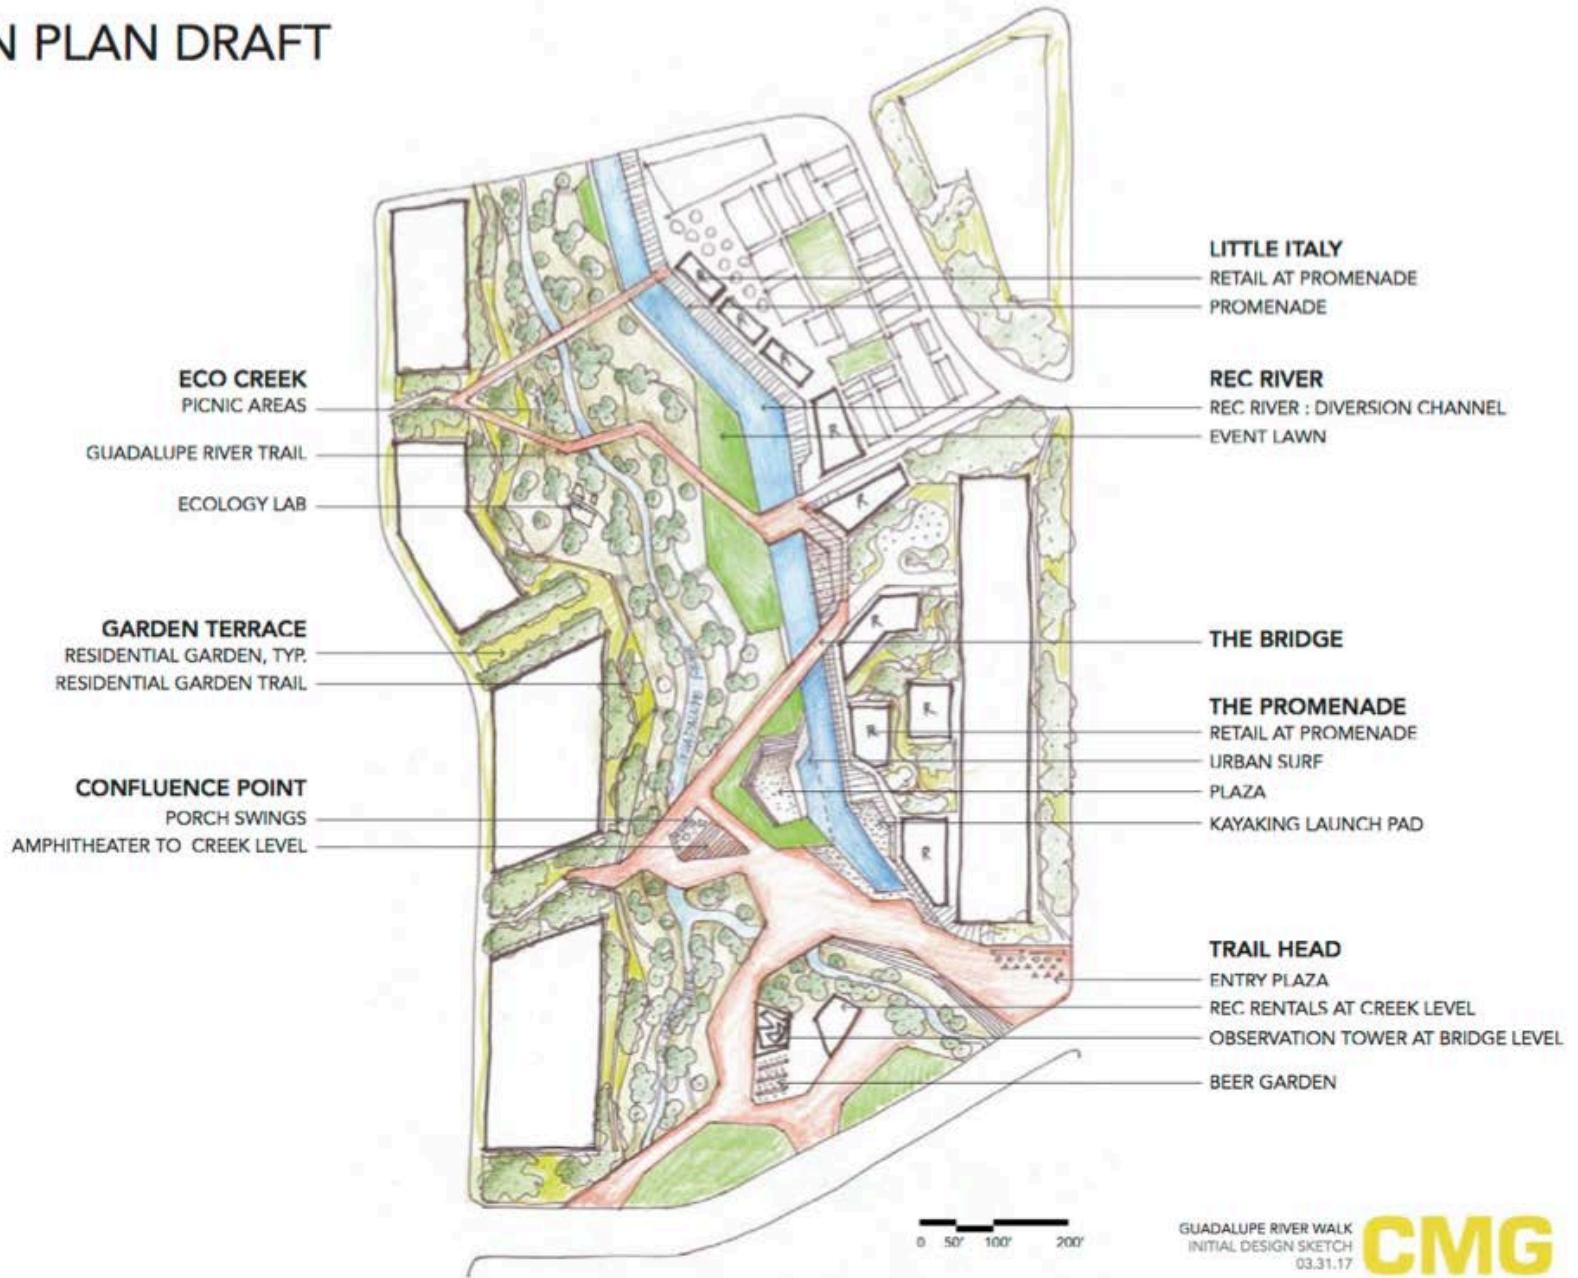 N PLAN DRAFT
ECO CREEK
PICNIC AREAS
GUADALUPE RIVER TRAIL
ECOLOGY LAB
GARDEN TERRACE
RESIDENTIAL GARDEN, TYP.
RESIDENTIAL GARDEN TRAIL
CONFLUENCE POINT
PORCH SWINGS
AMPHITHEATER TO CREEK LEVEL
R
R
R
R
R
R
LITTLE ITALY
RETAIL AT PROMENADE
PROMENADE
REC RIVER
REC RIVER : DIVERSION CHANNEL
EVENT LAWN
THE BRIDGE
THE PROMENADE
RETAIL AT PROMENADE
URBAN SURF
PLAZA
KAYAKING LAUNCH PAD
TRAIL HEAD
ENTRY PLAZA
REC RENTALS AT CREEK LEVEL
OBSERVATION TOWER AT BRIDGE LEVEL
BEER GARDEN
0 50' 100' 200'
GUADALUPE RIVER WALK
INITIAL DESIGN SKETCH
03.31.17
CMG